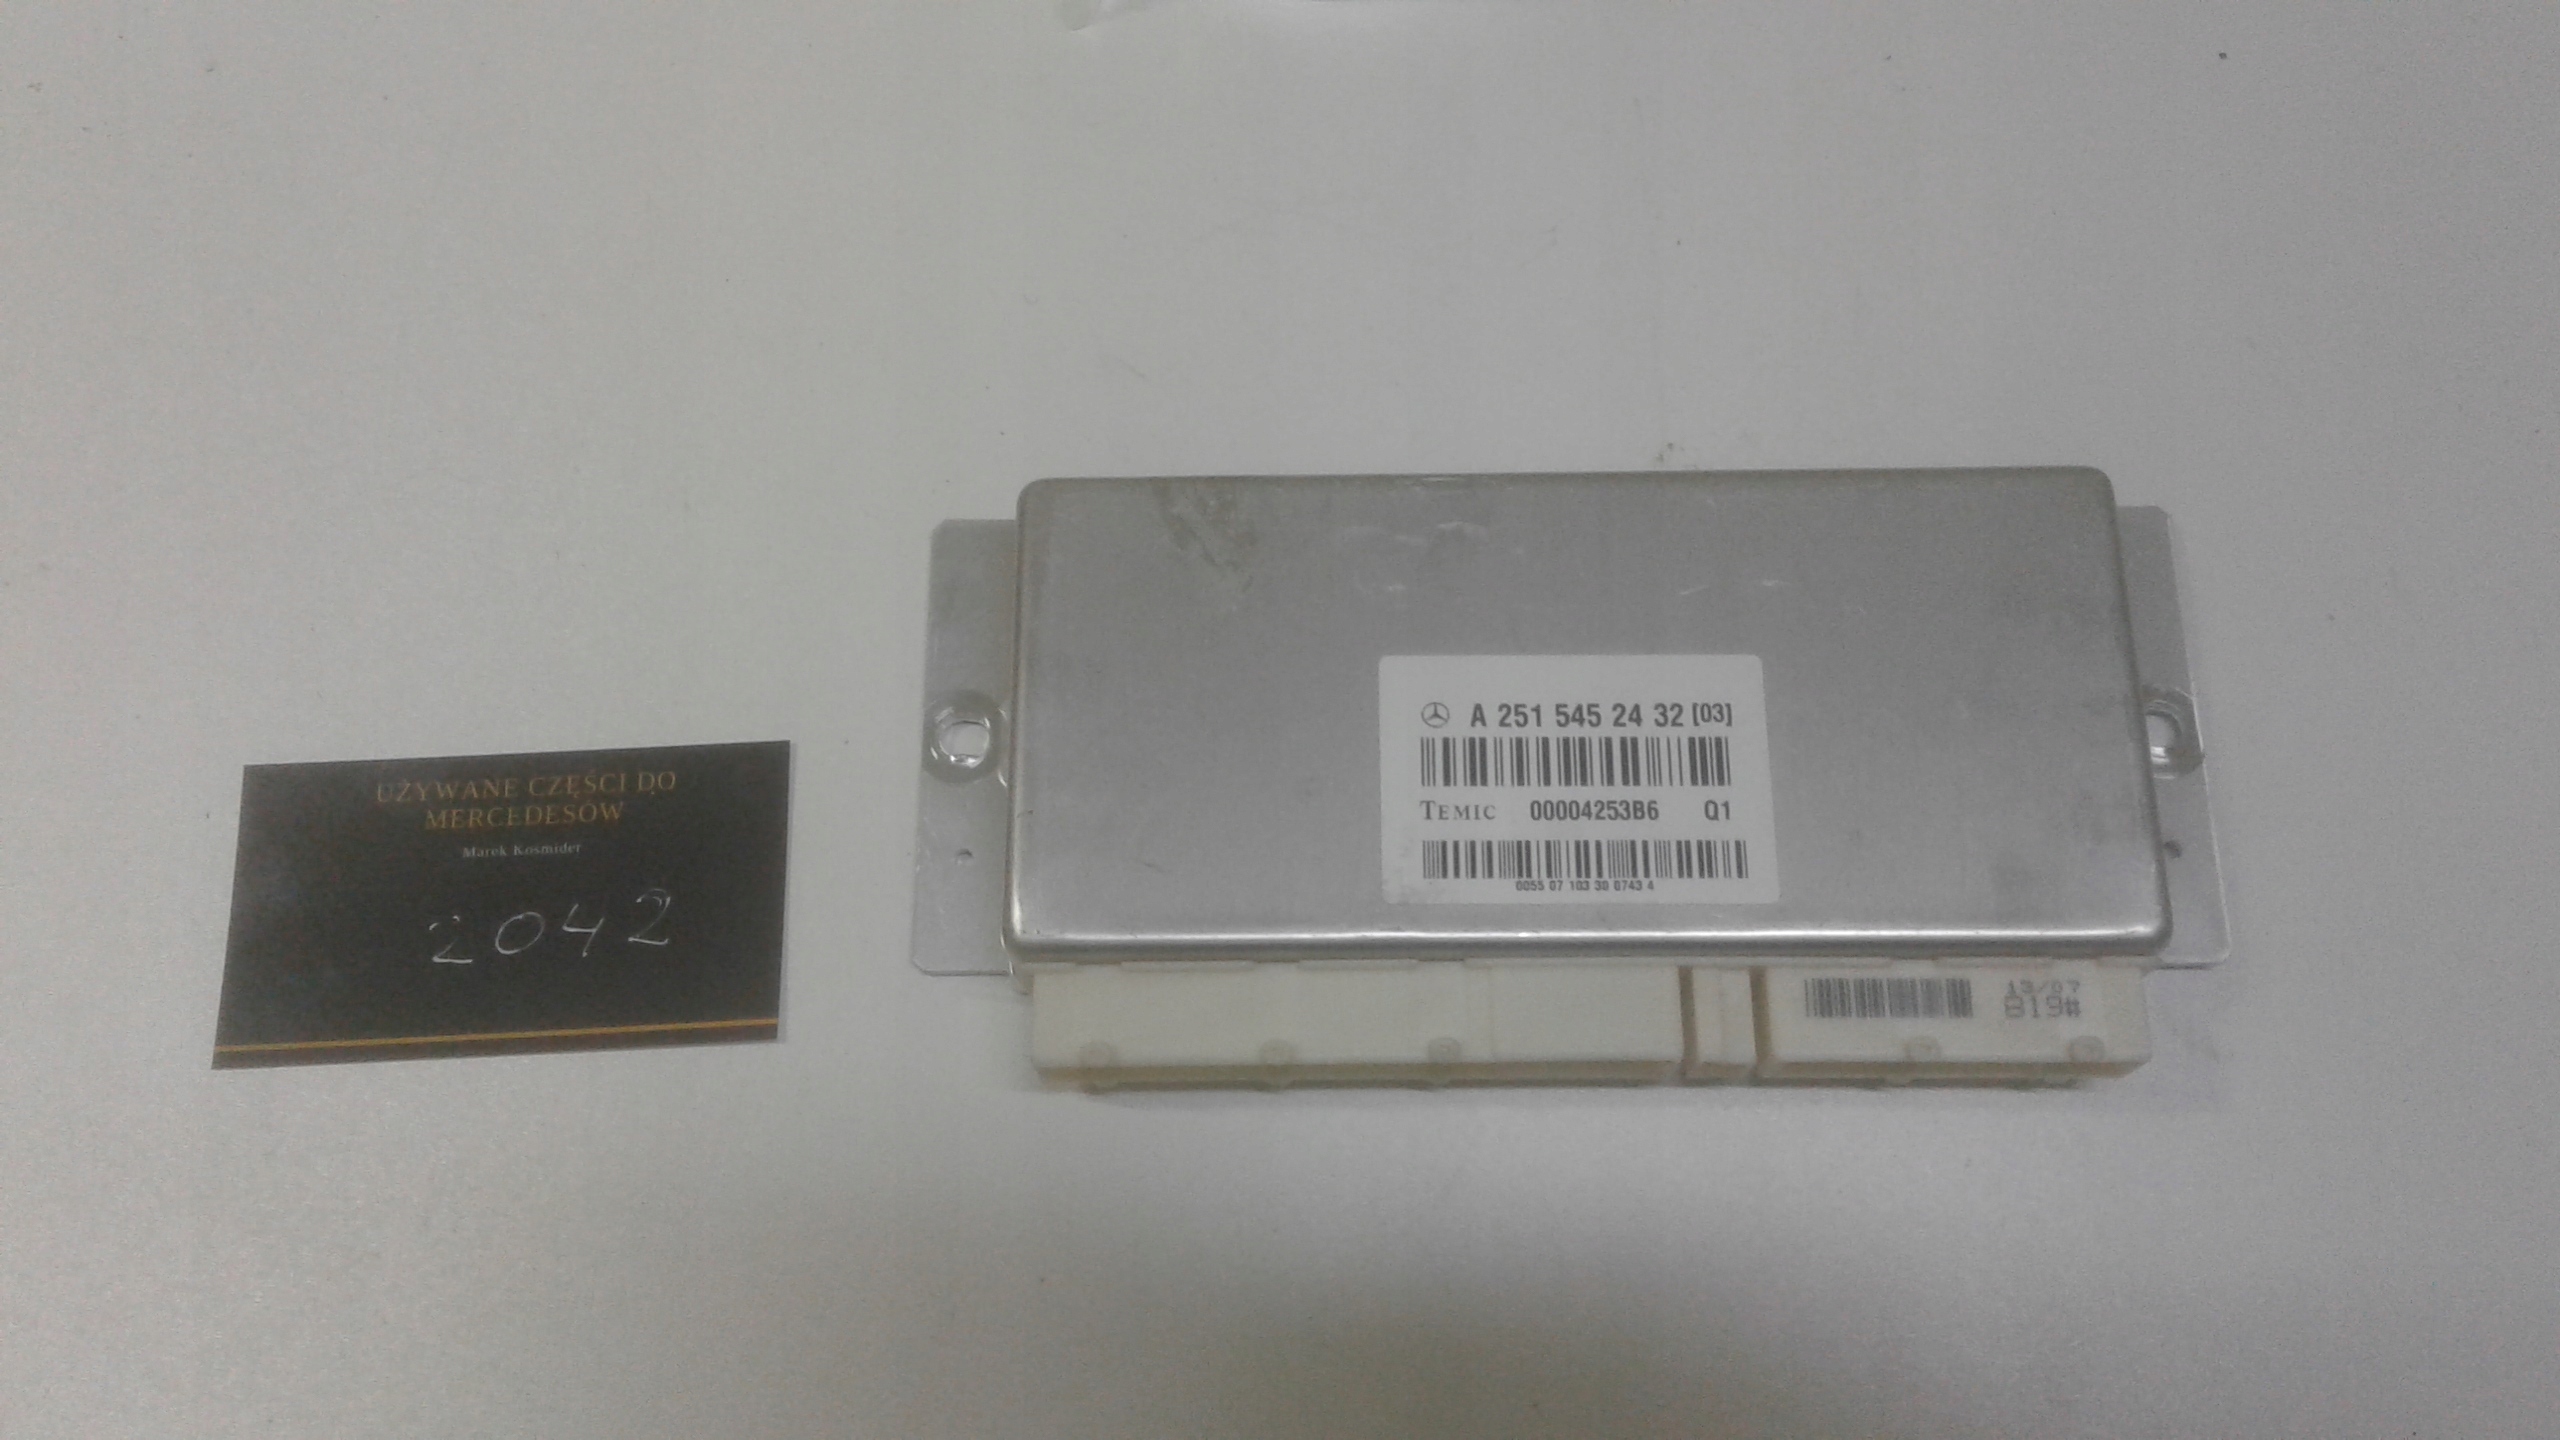 UŻYWANE CZĘŚCI DO
MERCEDESÓW
Marek Kosmider
2042
A 251 545 24 32 [03]
TEMIC 00004253B6 Q1
0055 07 103 30 0743 4
13/07
819#